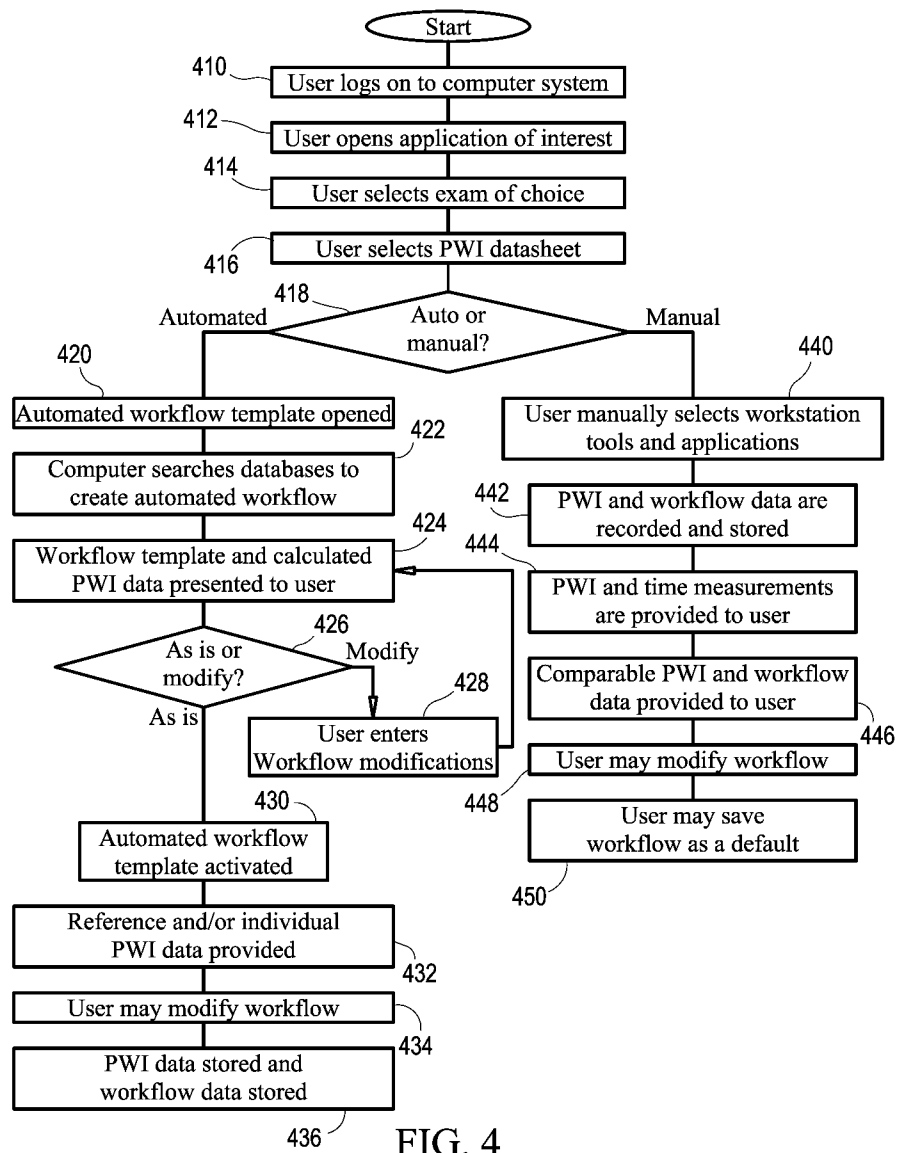 Start
410
User logs on to computer system
412
User opens application of interest
414
User selects exam of choice
User selects PWI datasheet
416
418
Automated
Auto or
manual?
Manual
420
Automated workflow template opened
422
Computer searches databases to
create automated workflow
424
Workflow template and calculated
PWI data presented to user
426
As is or
modify?
Modify
As is
428
User enters
Workflow modifications
430
Automated workflow
template activated
Reference and/or individual
PWI data provided
432
User may modify workflow
434
PWI data stored and
workflow data stored
436
440
User manually selects workstation
tools and applications
442
PWI and workflow data are
recorded and stored
444
PWI and time measurements
are provided to user
Comparable PWI and workflow
data provided to user
446
User may modify workflow
448
User may save
workflow as a default
450
FIG. 4